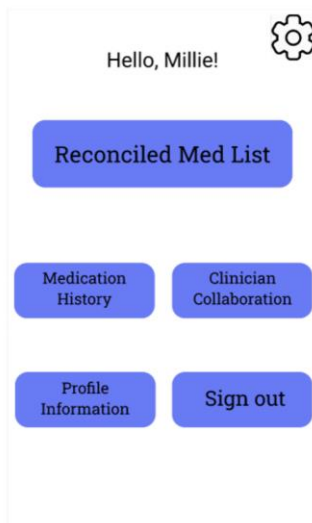 Hello, Millie!
Reconciled Med List
Medication
History
Clinician
Collaboration
Profile
Information
Sign out